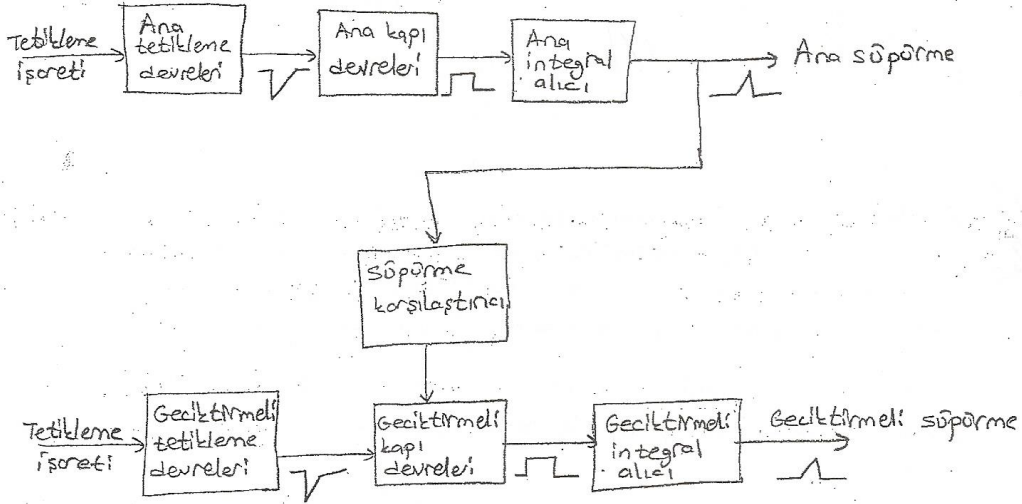 Tetikleme
işareti
Ana
tetikleme
devreleri
Ana kapı
devreleri
Ana
integral
alıcı
Ana süpürme
süpürme
karşılaştırıcı
Tetikleme
işareti
Geciktirmeli
tetikleme
devreleri
Geciktirmeli
kapı
devreleri
Geciktirmeli
integral
alıcı
Geciktirmeli süpürme